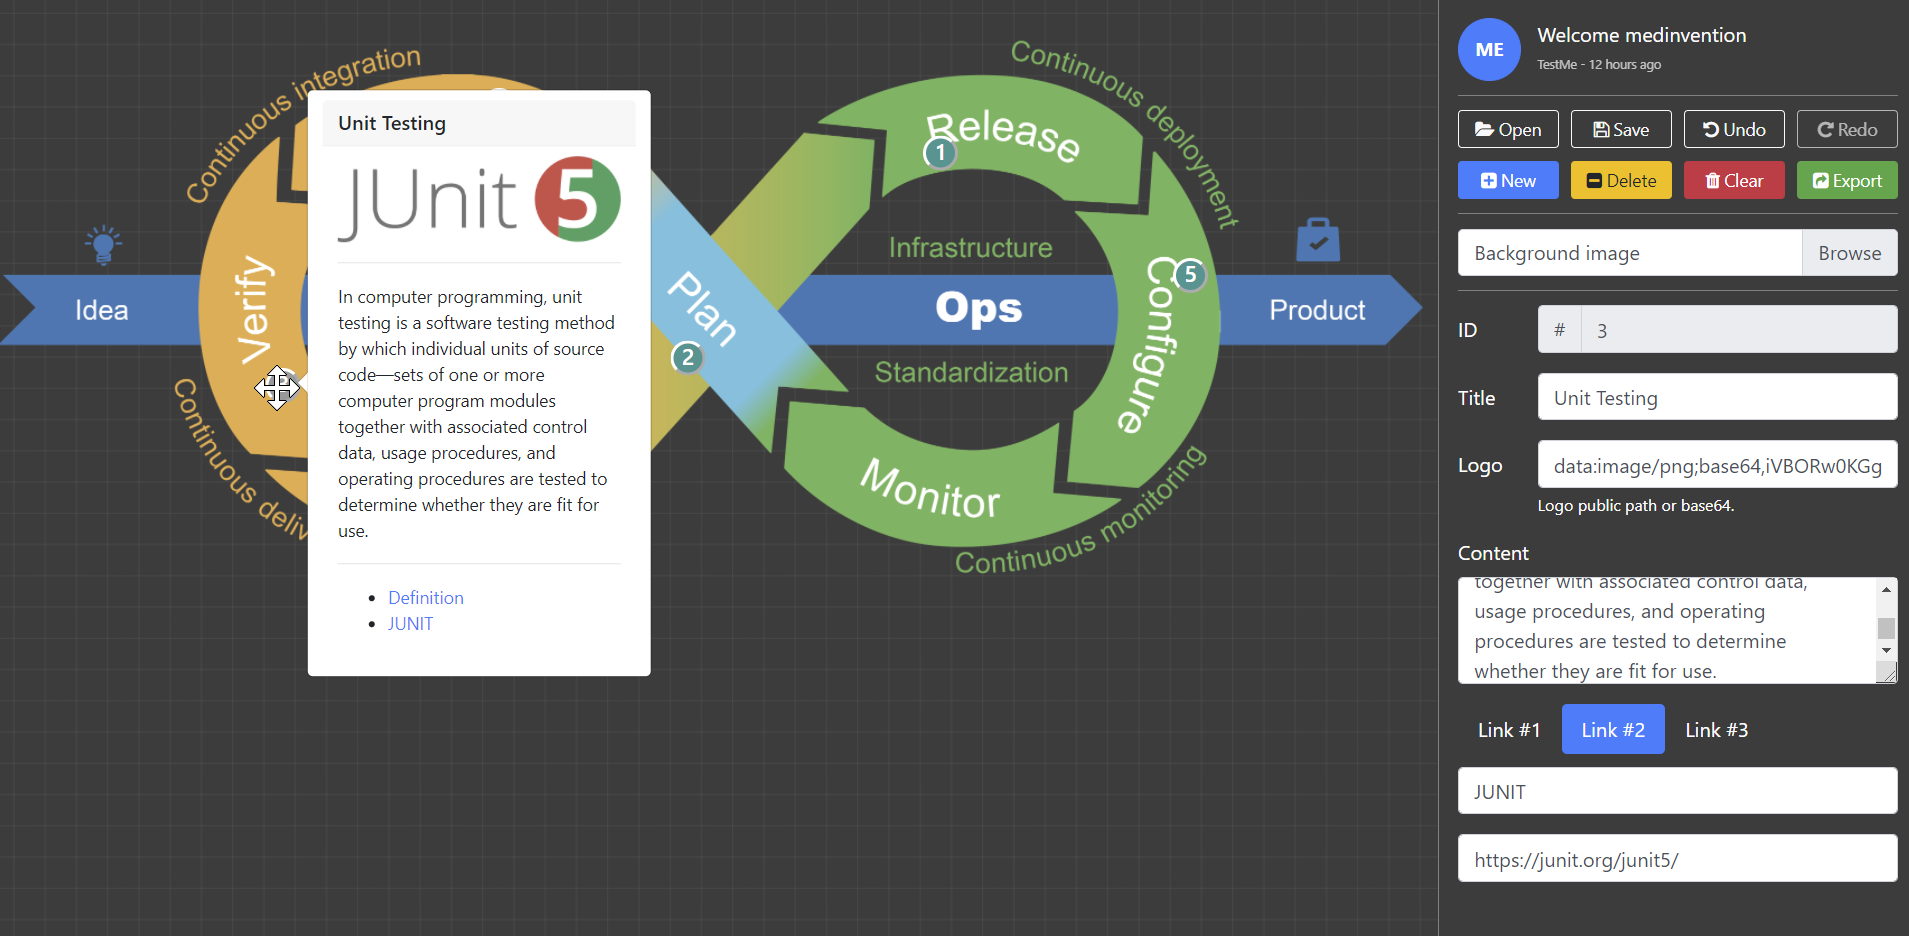 Continuous integration
Unit Testing
JUnit 5
In computer programming, unit
testing is a software testing method
by which individual units of source
code—sets of one or more
computer program modules
together with associated control
data, usage procedures, and
operating procedures are tested to
determine whether they are fit for
use.
Definition
JUNIT
Idea
Verify
Continuous
Plan
2
Continuous deployment
Release
1
Infrastructure
Ops
Standardization
Configure
5
Monitor
Continuous monitoring
Product
ME
Welcome medinvention
TestMe - 12 hours ago
Open Save Undo Redo
New Delete Clear Export
Background image Browse
ID # 3
Title Unit Testing
Logo data:image/png;base64,iVBORw0KGg
Logo public path or base64.
Content
together with associated control data,
usage procedures, and operating
procedures are tested to determine
whether they are fit for use.
Link #1 Link #2 Link #3
JUNIT
https://junit.org/junit5/